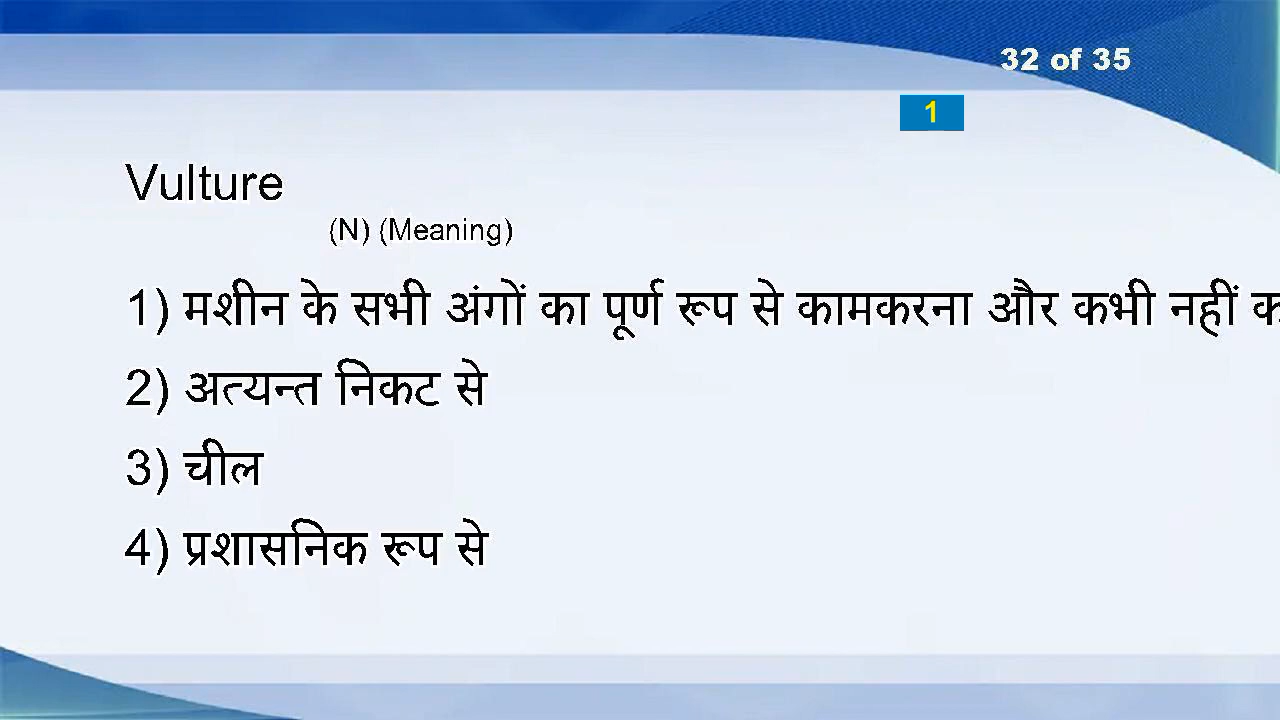 32 of 35
1
Vulture
(N) (Meaning)
1) मशीन के सभी अंगों का पूर्ण रूप से कामकरना और कभी नहीं
2) अत्यन्त निकट से
3) चील
4) प्रशासनिक रूप से